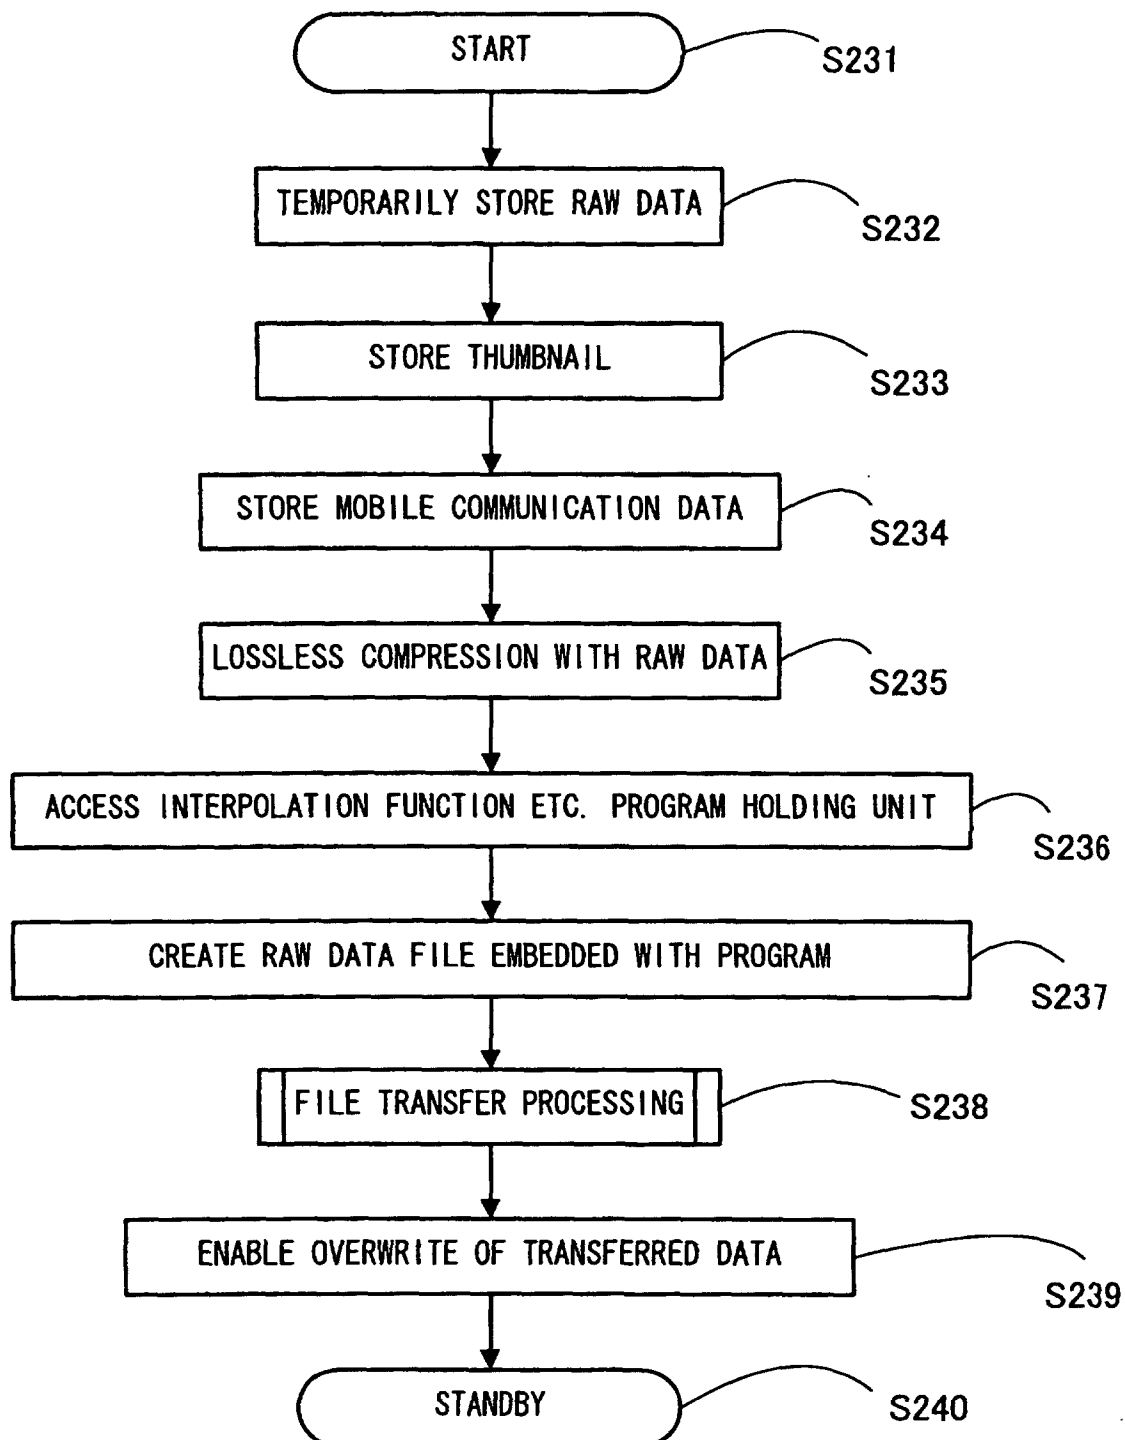 START
S231
TEMPORARILY STORE RAW DATA
S232
STORE THUMBNAIL
S233
STORE MOBILE COMMUNICATION DATA
S234
LOSSLESS COMPRESSION WITH RAW DATA
S235
ACCESS INTERPOLATION FUNCTION ETC. PROGRAM HOLDING UNIT
S236
CREATE RAW DATA FILE EMBEDDED WITH PROGRAM
S237
FILE TRANSFER PROCESSING
S238
ENABLE OVERWRITE OF TRANSFERRED DATA
S239
STANDBY
S240